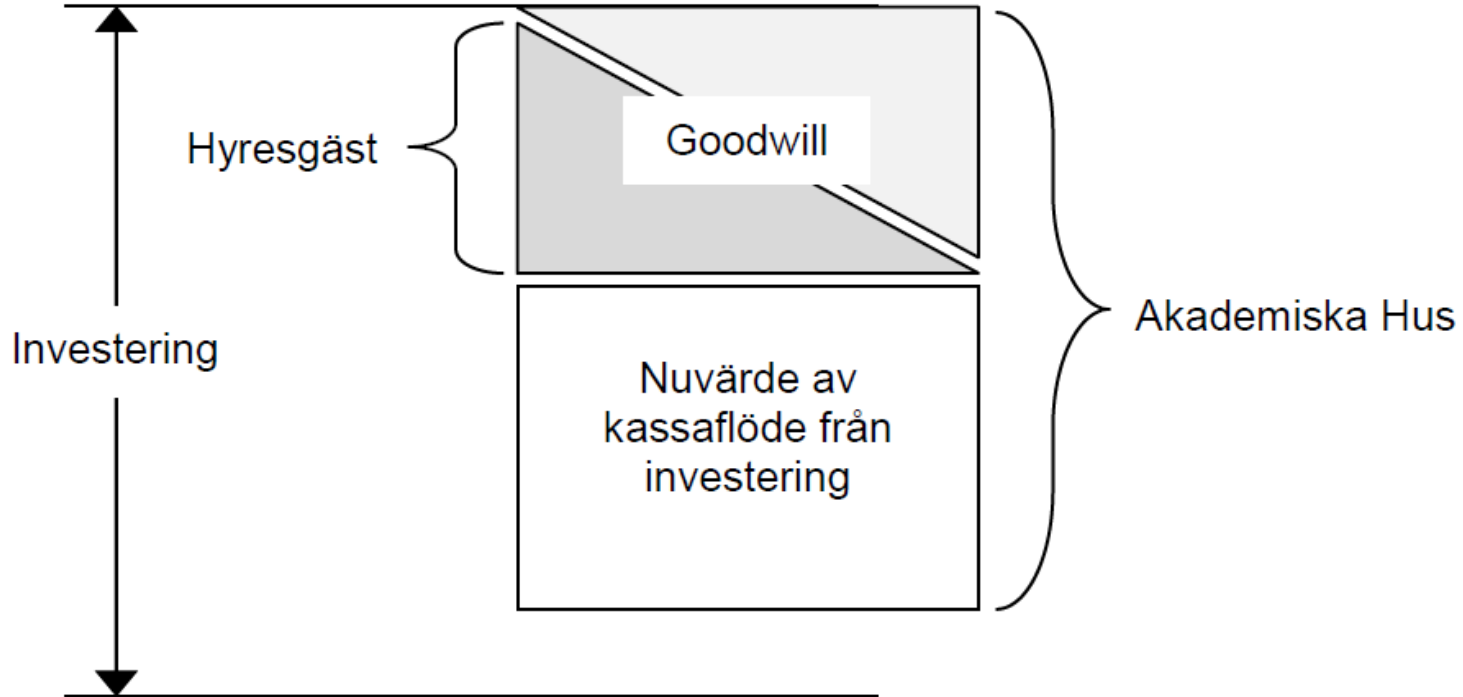 Hyresgäst
Goodwill
Investering
Akademiska Hus
Nuvärde av
kassaflöde från
investering